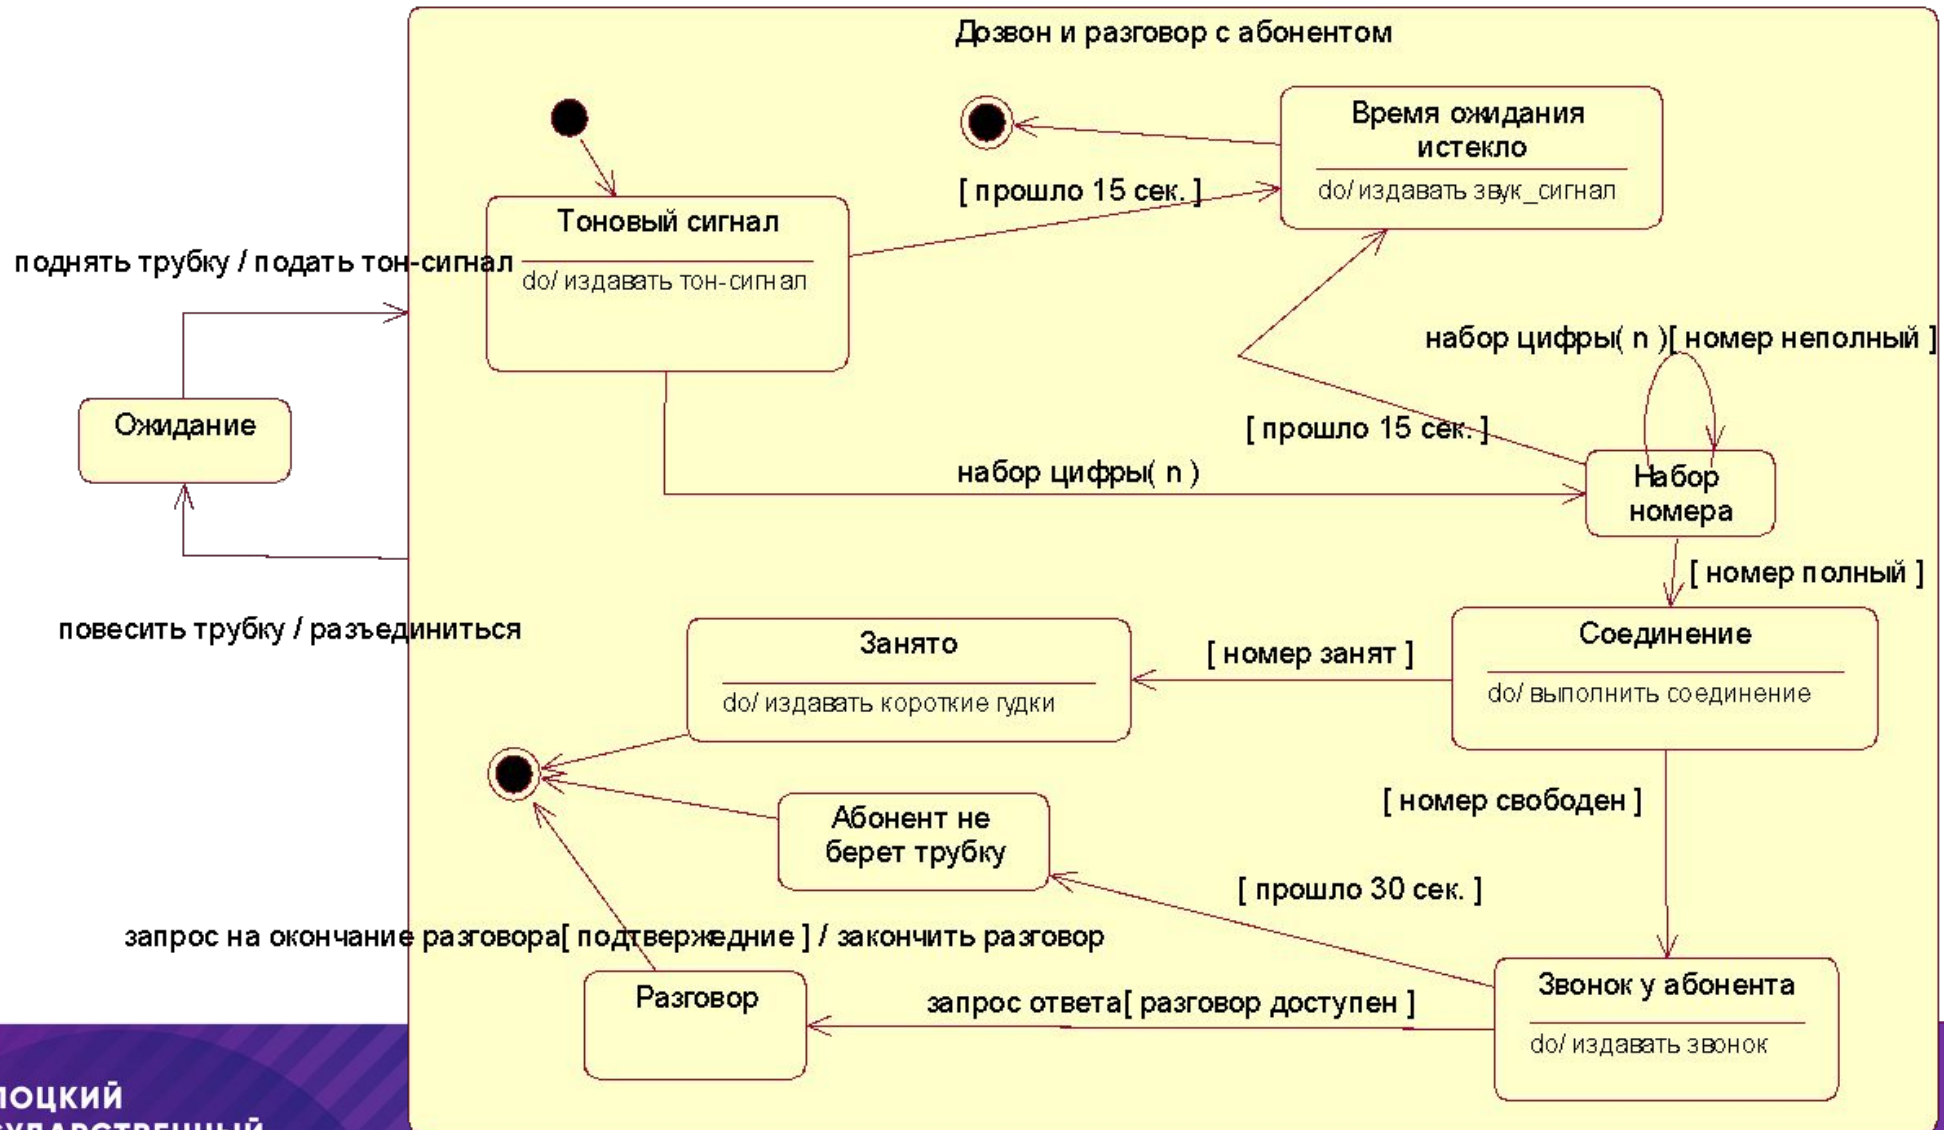 Дозвон и разговор с абонентом
Время ожидания
истекло
do/ издавать звук_сигнал
[ прошло 15 сек. ]
Тоновый сигнал
do/ издавать тон-сигнал
поднять трубку / подать тон-сигнал
набор цифры( n )[ номер неполный ]
Ожидание
[ прошло 15 сек. ]
набор цифры( n )
Набор
номера
[ номер полный ]
повесить трубку / разъединиться
Занято
do/ издавать короткие гудки
[ номер занят ]
Соединение
do/ выполнить соединение
[ номер свободен ]
Абонент не
берет трубку
[ прошло 30 сек. ]
запрос на окончание разговора[ подтвержедние ] / закончить разговор
Разговор
запрос ответа[ разговор доступен ]
Звонок у абонента
do/ издавать звонок